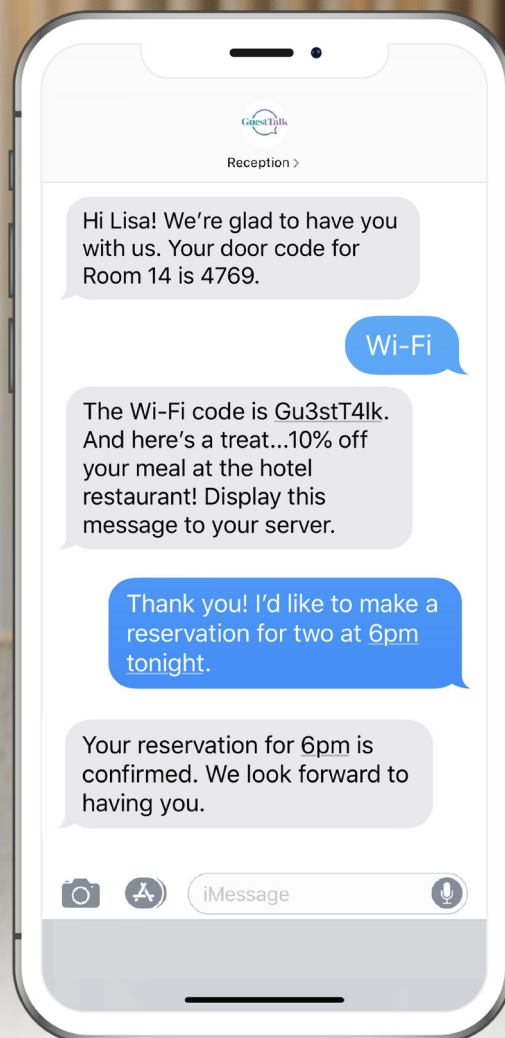 GuestTalk
Reception >
Hi Lisa! We’re glad to have you
with us. Your door code for
Room 14 is 4769.
Wi-Fi
The Wi-Fi code is Gu3stT4lk.
And here’s a treat...10% off
your meal at the hotel
restaurant! Display this
message to your server.
Thank you! I’d like to make a
reservation for two at 6pm
tonight.
Your reservation for 6pm is
confirmed. We look forward to
having you.
iMessage